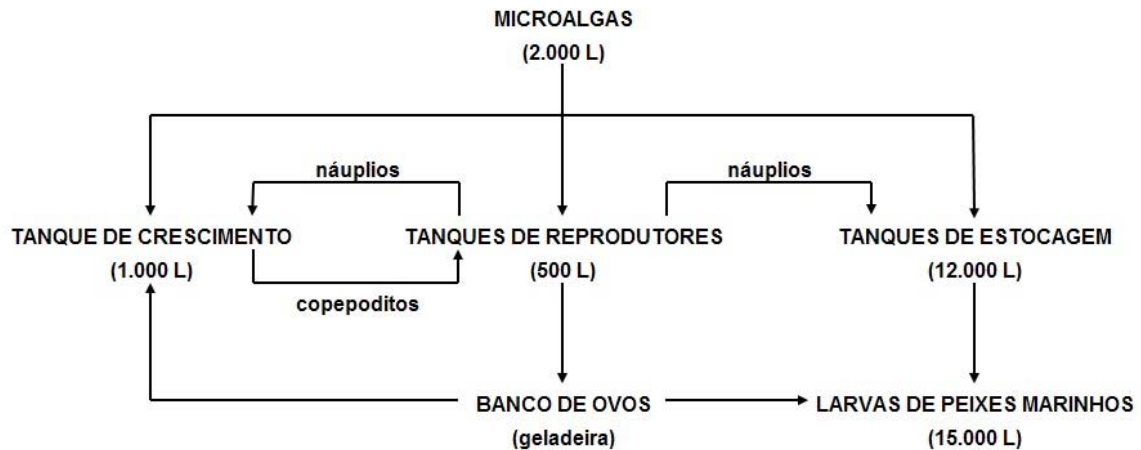 MICROALGAS
(2.000 L)
náuplios
náuplios
TANQUE DE CRESCIMENTO
(1.000 L)
TANQUES DE REPRODUTORES
(500 L)
TANQUES DE ESTOCAGEM
(12.000 L)
copepoditos
BANCO DE OVOS
(geladeira)
LARVAS DE PEIXES MARINHOS
(15.000 L)